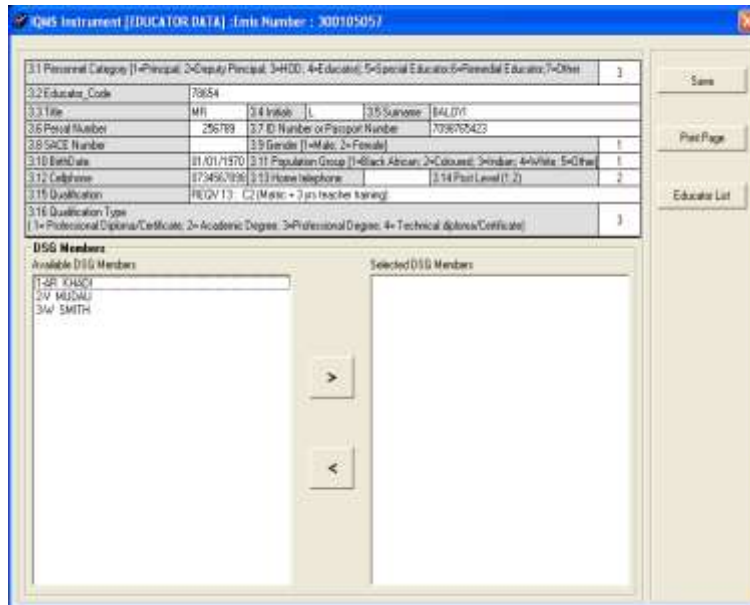 IQMS Instrument [EDUCATOR DATA] :Emis Number : 300105057
3.1 Personnel Category [1=Principal; 2=Deputy Principal; 3=HOD; 4=Educator; 5=Special Educator;6=Remedial Educator;7=Other 3
Save
3.2 Educator_Code 78654
3.3 Title MR 3.4 Initials L 3.5 Surname BALOYI
3.6 Persal Number 256789 3.7 ID Number or Passport Number 7098765423
3.8 SACE Number 3.9 Gender [1=Male; 2= Female] 1
Print Page
3.10 BirthDate 01/01/1970 3.11 Population Group [1=Black African; 2=Coloured; 3=Indian; 4=White 5=Other] 1
3.12 Cellphone 0734567898 3.13 Home telephone 3.14 Post Level (1,2) 2
3.15 Qualification REQV 13: C2 (Matric + 3 yrs teacher training)
Educator List
3.16 Qualification Type
( 1= Professional Diploma/Certificate; 2= Academic Degree; 3=Professional Degree; 4= Technical diploma/Certificate) 3
DSG Members
Available DSG Members Selected DSG Members
1-AR KHADI
2-V MUDAU
3-W SMITH
>
<